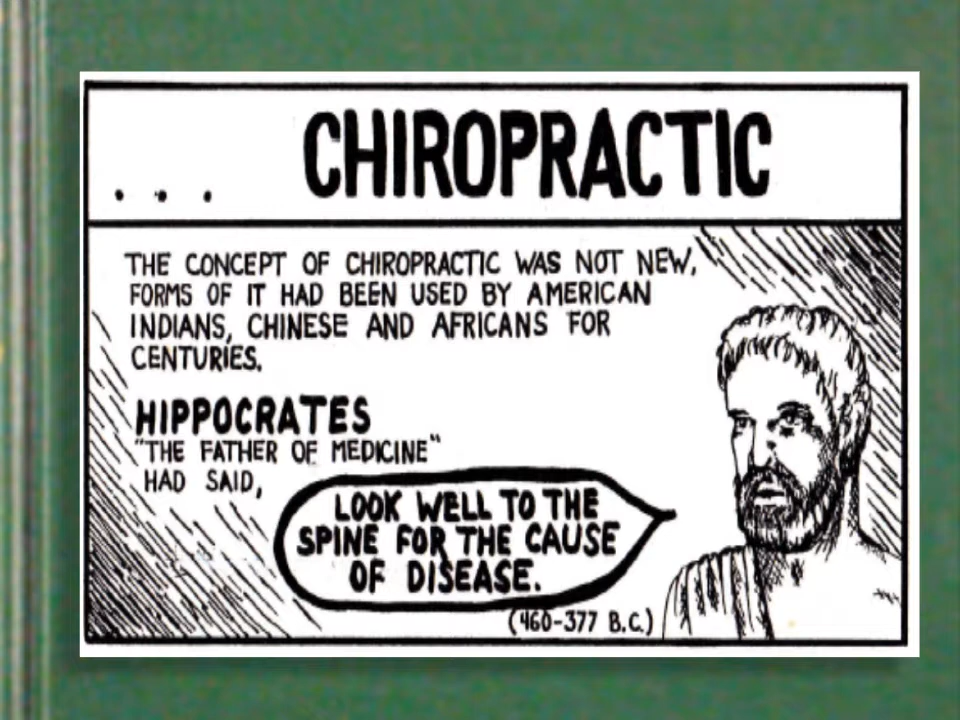 ... CHIROPRACTIC
THE CONCEPT OF CHIROPRACTIC WAS NOT NEW,
FORMS OF IT HAD BEEN USED BY AMERICAN
INDIANS, CHINESE AND AFRICANS FOR
CENTURIES.
HIPPOCRATES
"THE FATHER OF MEDICINE"
HAD SAID,
LOOK WELL TO THE
SPINE FOR THE CAUSE
OF DISEASE.
(460-377 B.C.)